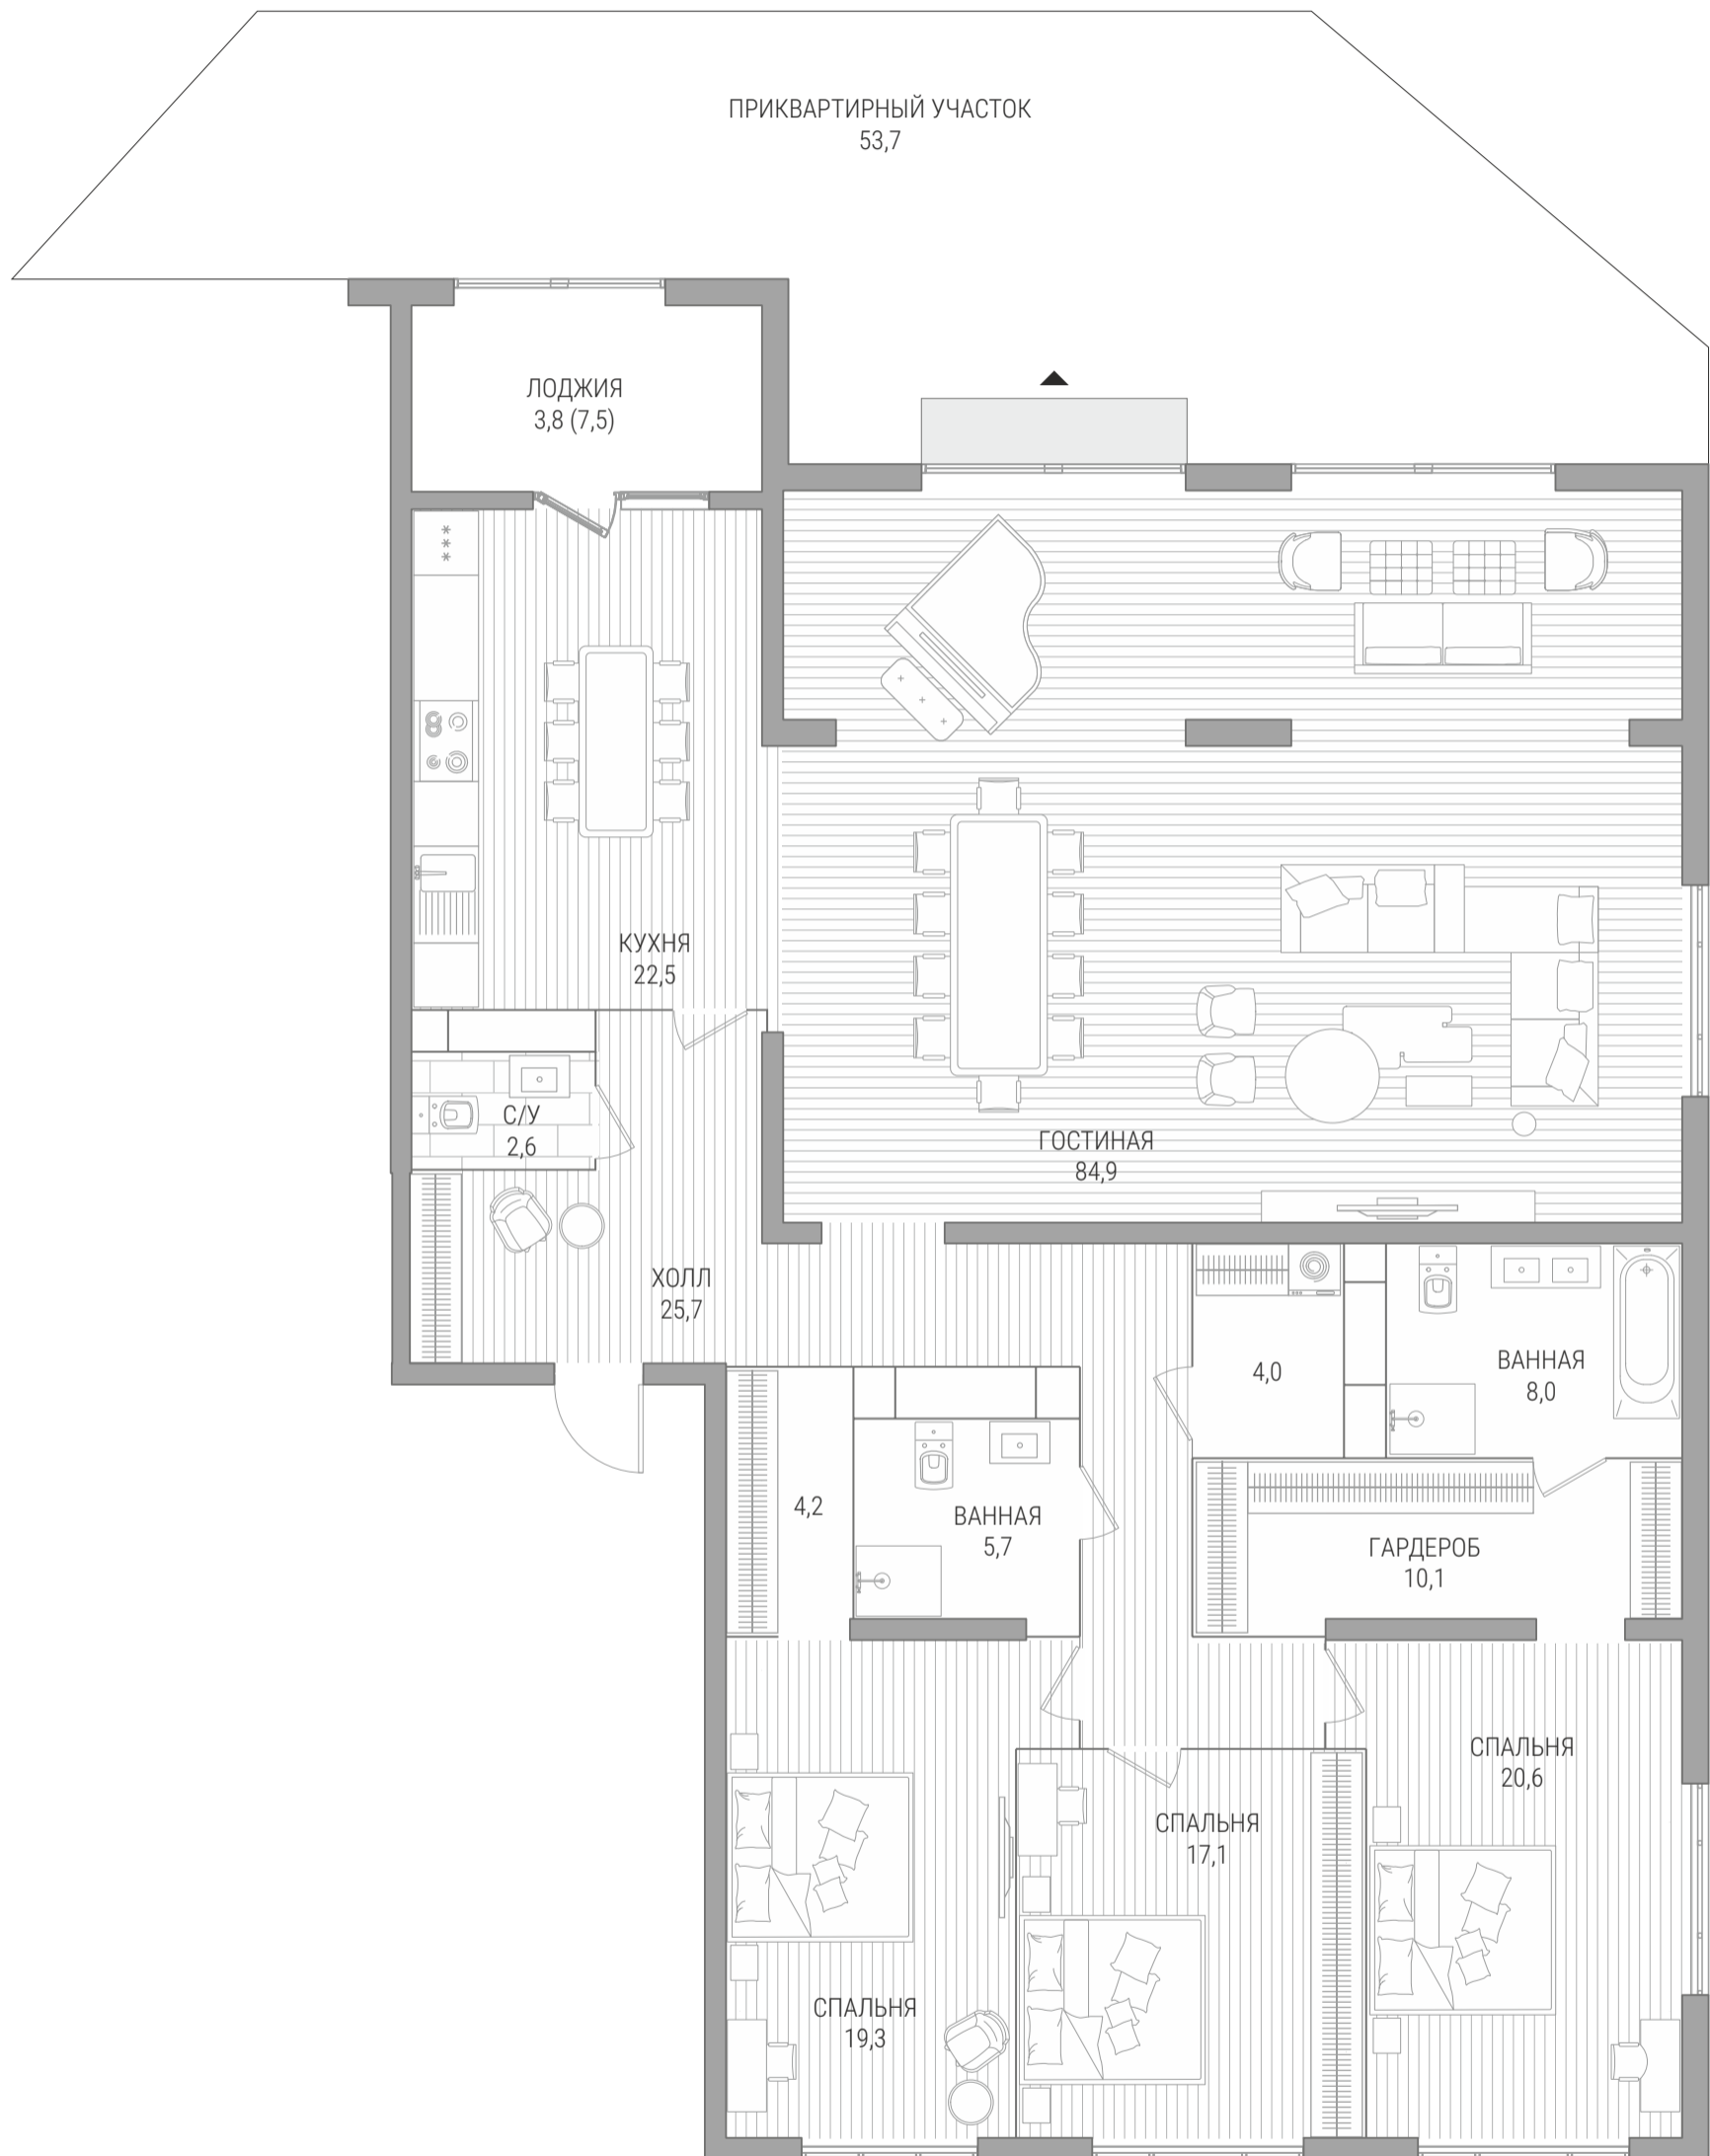 ПРИКВАРТИРНЫЙ УЧАСТОК
53,7
ЛОДЖИЯ
3,8 (7,5)
КУХНЯ
22,5
С/У
2,6
ГОСТИНАЯ
84,9
ХОЛЛ
25,7
4,0
ВАННАЯ
8,0
4,2
ВАННАЯ
5,7
ГАРДЕРОБ
10,1
СПАЛЬНЯ
20,6
СПАЛЬНЯ
17,1
СПАЛЬНЯ
19,3